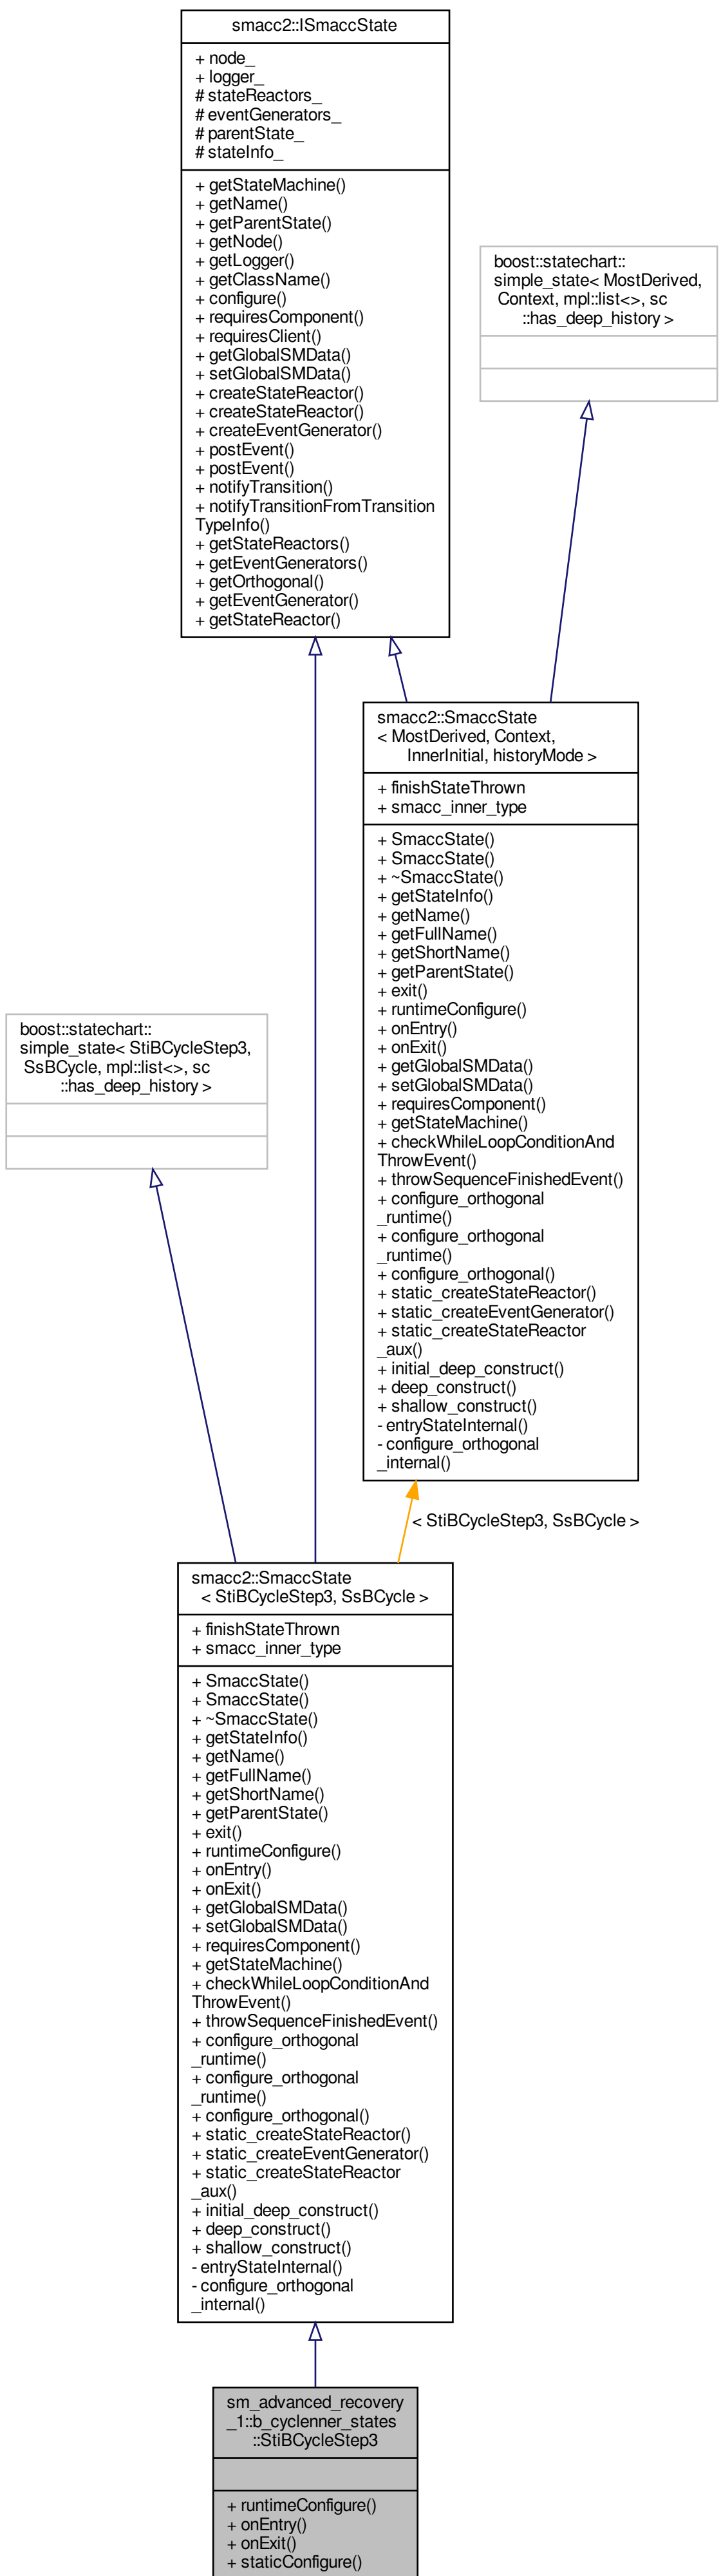 smacc2::ISmaccState
+ node_
+ logger_
# stateReactors_
# eventGenerators_
# parentState_
# stateInfo_
+ getStateMachine()
+ getName()
+ getParentState()
+ getNode()
+ getLogger()
+ getClassName()
+ configure()
+ requiresComponent()
+ requiresClient()
+ getGlobalSMData()
+ setGlobalSMData()
+ createStateReactor()
+ createStateReactor()
+ createEventGenerator()
+ postEvent()
+ postEvent()
+ notifyTransition()
+ notifyTransitionFromTransition
TypeInfo()
+ getStateReactors()
+ getEventGenerators()
+ getOrthogonal()
+ getEventGenerator()
+ getStateReactor()
boost::statechart::
simple_state< MostDerived,
Context, mpl::list<>, sc
::has_deep_history >
smacc2::SmaccState
< MostDerived, Context,
InnerInitial, historyMode >
+ finishStateThrown
+ smacc_inner_type
+ SmaccState()
+ SmaccState()
+ ~SmaccState()
+ getStateInfo()
+ getName()
+ getFullName()
+ getShortName()
+ getParentState()
+ exit()
+ runtimeConfigure()
+ onEntry()
+ onExit()
+ getGlobalSMData()
+ setGlobalSMData()
+ requiresComponent()
+ getStateMachine()
+ checkWhileLoopConditionAnd
ThrowEvent()
+ throwSequenceFinishedEvent()
+ configure_orthogonal
_runtime()
+ configure_orthogonal
_runtime()
+ configure_orthogonal()
+ static_createStateReactor()
+ static_createEventGenerator()
+ static_createStateReactor
_aux()
+ initial_deep_construct()
+ deep_construct()
+ shallow_construct()
- entryStateInternal()
- configure_orthogonal
_internal()
boost::statechart::
simple_state< StiBCycleStep3,
SsBCycle, mpl::list<>, sc
::has_deep_history >
< StiBCycleStep3, SsBCycle >
smacc2::SmaccState
< StiBCycleStep3, SsBCycle >
+ finishStateThrown
+ smacc_inner_type
+ SmaccState()
+ SmaccState()
+ ~SmaccState()
+ getStateInfo()
+ getName()
+ getFullName()
+ getShortName()
+ getParentState()
+ exit()
+ runtimeConfigure()
+ onEntry()
+ onExit()
+ getGlobalSMData()
+ setGlobalSMData()
+ requiresComponent()
+ getStateMachine()
+ checkWhileLoopConditionAnd
ThrowEvent()
+ throwSequenceFinishedEvent()
+ configure_orthogonal
_runtime()
+ configure_orthogonal
_runtime()
+ configure_orthogonal()
+ static_createStateReactor()
+ static_createEventGenerator()
+ static_createStateReactor
_aux()
+ initial_deep_construct()
+ deep_construct()
+ shallow_construct()
- entryStateInternal()
- configure_orthogonal
_internal()
sm_advanced_recovery
_1::b_cyclenner_states
::StiBCycleStep3
+ runtimeConfigure()
+ onEntry()
+ onExit()
+ staticConfigure()